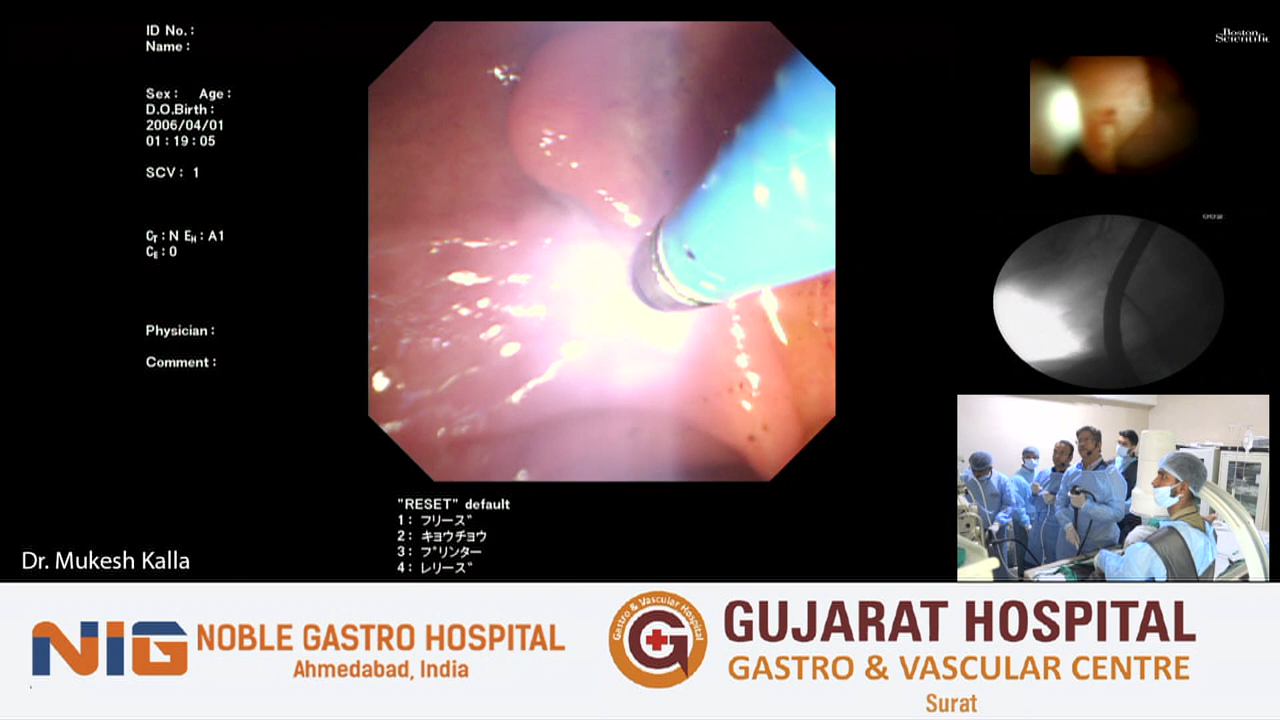 ID No. :
Name :
Sex : Age :
D.O.Birth :
2006/04/01
01 : 19 : 05
SCV : 1
CT : N EH : A1
CE : 0
Physician :
Comment :
"RESET" default
1 : フリーズ
2 : キョウチョウ
3 : プリンター
4 : レリーズ
Dr. Mukesh Kalla
Boston
Scientific
NIG NOBLE GASTRO HOSPITAL
Ahmedabad, India
Gastro & Vascular Hospital
G
GUJARAT HOSPITAL
GASTRO & VASCULAR CENTRE
Surat